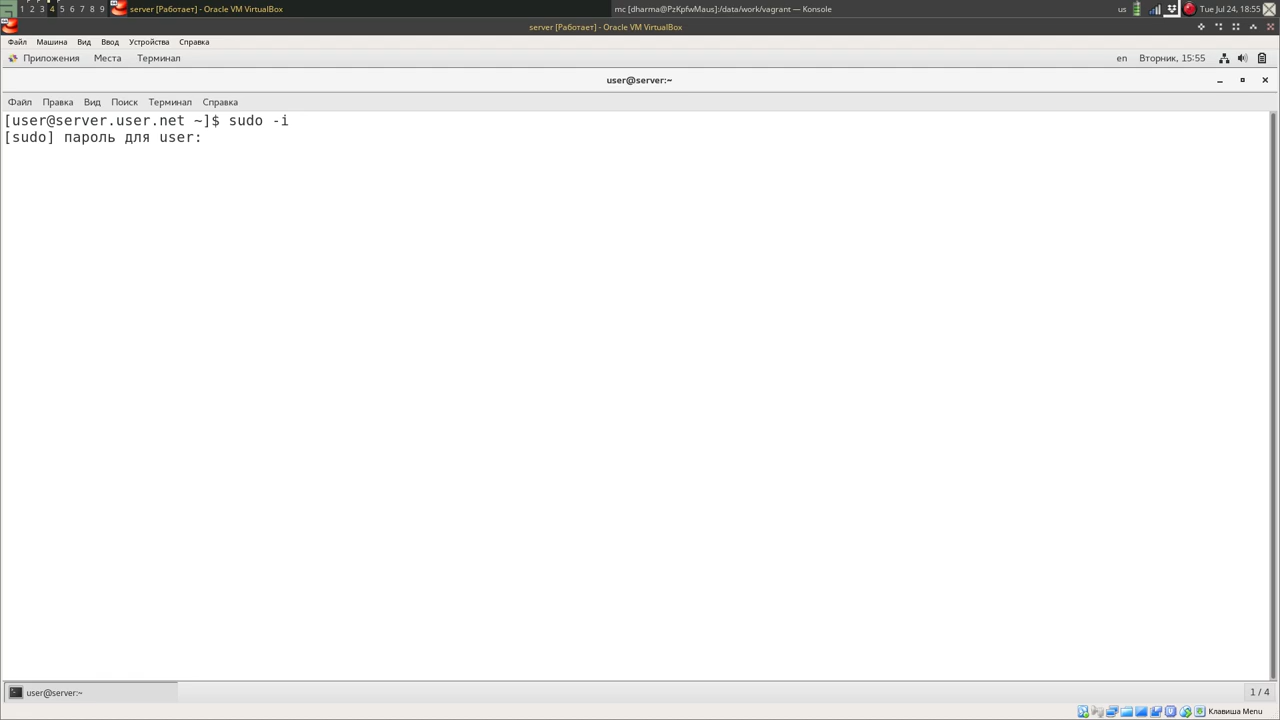 1 2 3 4 5 6 7 8 9 server [Работает] - Oracle VM VirtualBox mc [dharma@PzKpfwMaus]:/data/work/vagrant — Konsole us Tue Jul 24, 18:55
server [Работает] - Oracle VM VirtualBox
Файл Машина Вид Ввод Устройства Справка
Приложения Места Терминал en Вторник, 15:55
user@server:~
Файл Правка Вид Поиск Терминал Справка
[user@server.user.net ~]$ sudo -i
[sudo] пароль для user:
user@server:~ 1 / 4
Клавиша Menu